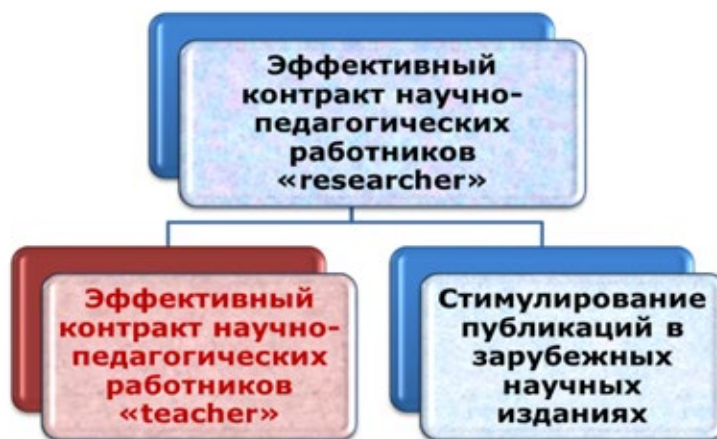 Эффективный
контракт научно-
педагогических
работников
«researcher»
Эффективный
контракт научно-
педагогических
работников
«teacher»
Стимулирование
публикаций в
зарубежных
научных
изданиях